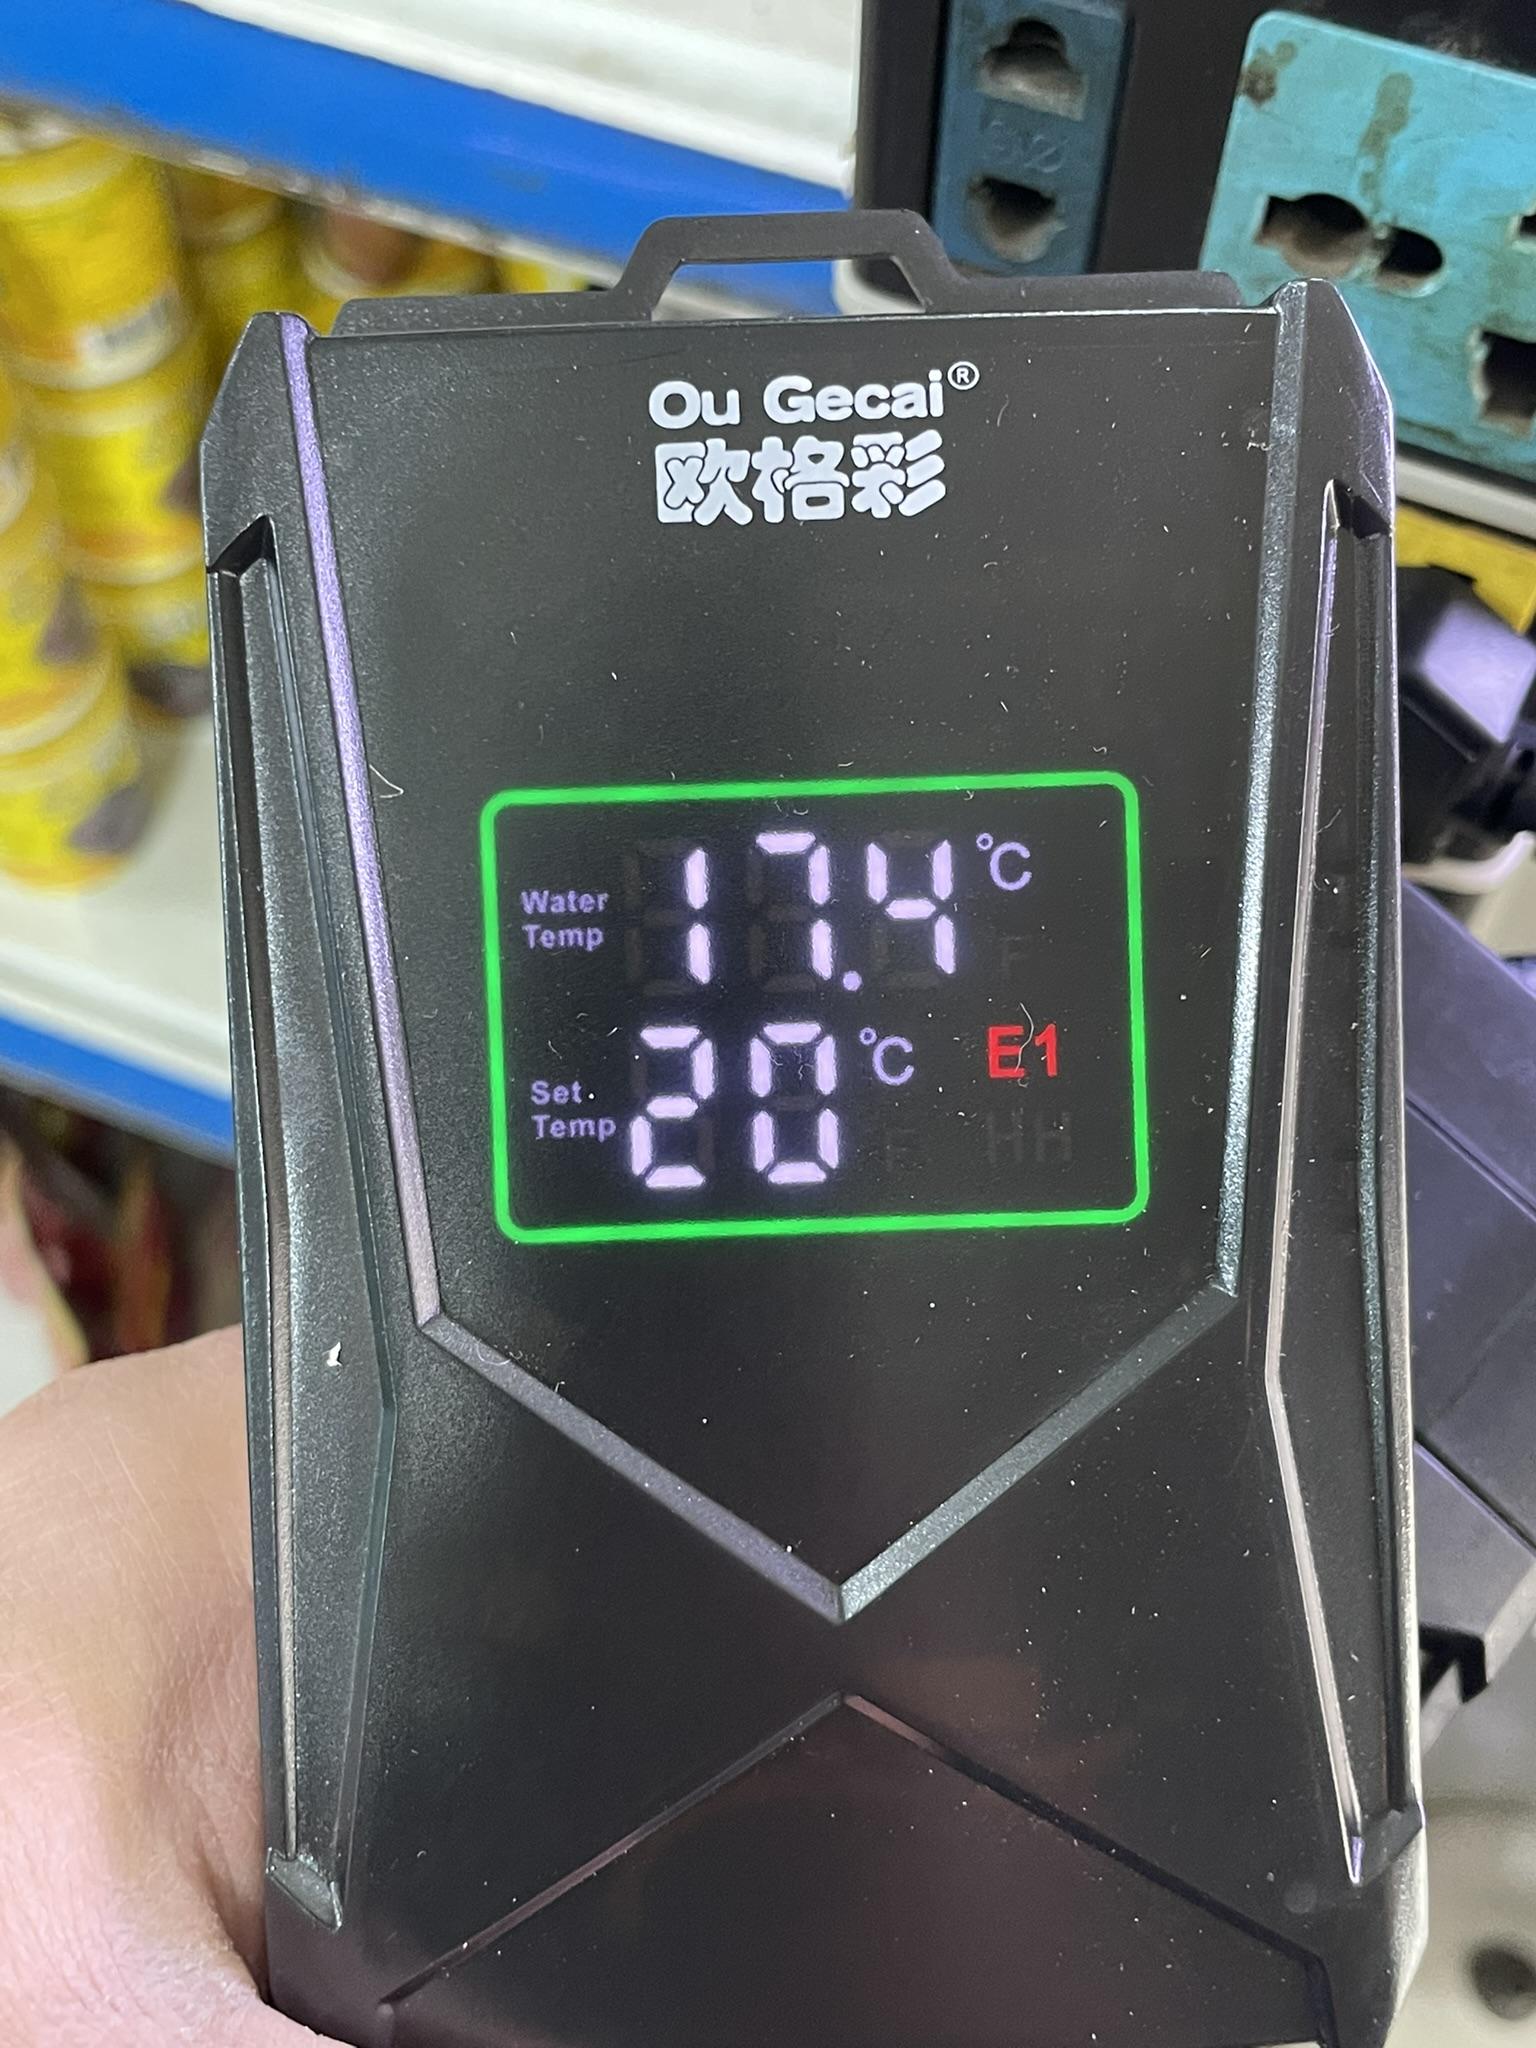 Ou Gecai®
欧格彩
Water Temp 17.4 °C
Set Temp 20 °C E1